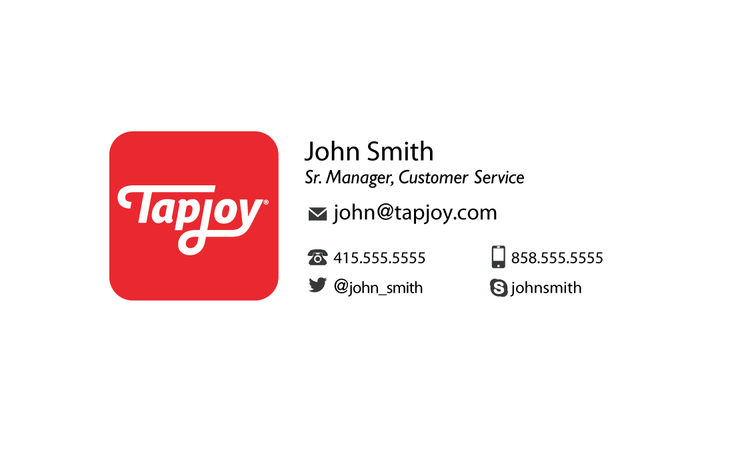 Tapjoy®
John Smith
Sr. Manager, Customer Service
john@tapjoy.com
415.555.5555
858.555.5555
@john_smith
johnsmith